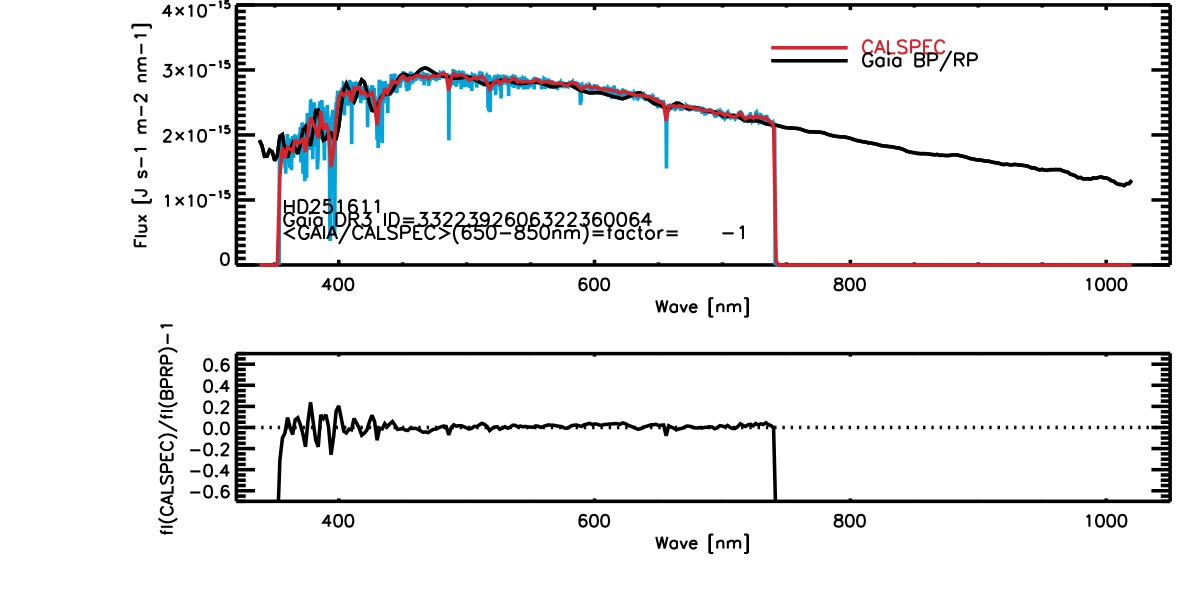 4×10−15
3×10−15
2×10−15
1×10−15
0
Flux [J s−1 m−2 nm−1]
CALSPEC
Gaia BP/RP
HD251611
Gaia DR3 ID=3322392606322360064
<GAIA/CALSPEC>(650−850nm)=factor= −1
400 600 800 1000
Wave [nm]
fl(CALSPEC)/fl(BPRP)−1
0.6
0.4
0.2
0.0
−0.2
−0.4
−0.6
400 600 800 1000
Wave [nm]